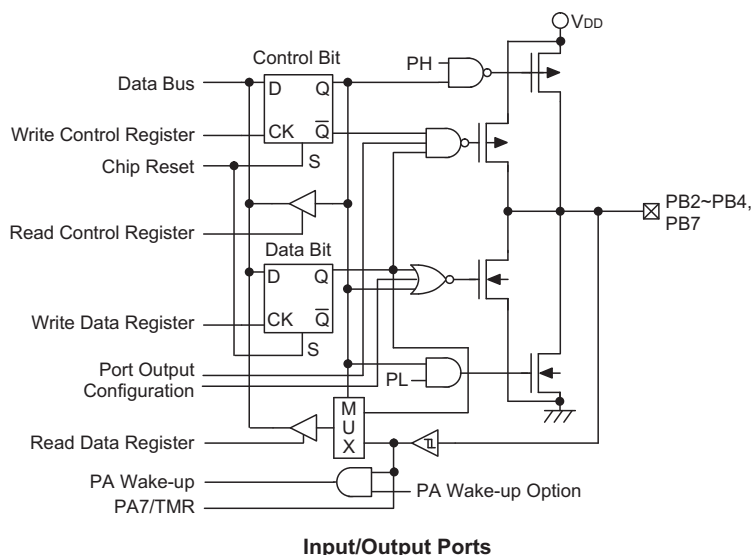 VDD
Control Bit
PH
Data Bus
D Q
Write Control Register
CK Q
Chip Reset
S
PB2~PB4,
PB7
Read Control Register
Data Bit
D Q
Write Data Register
CK Q
S
Port Output
Configuration
PL
M
U
X
Read Data Register
PA Wake-up
PA Wake-up Option
PA7/TMR
Input/Output Ports